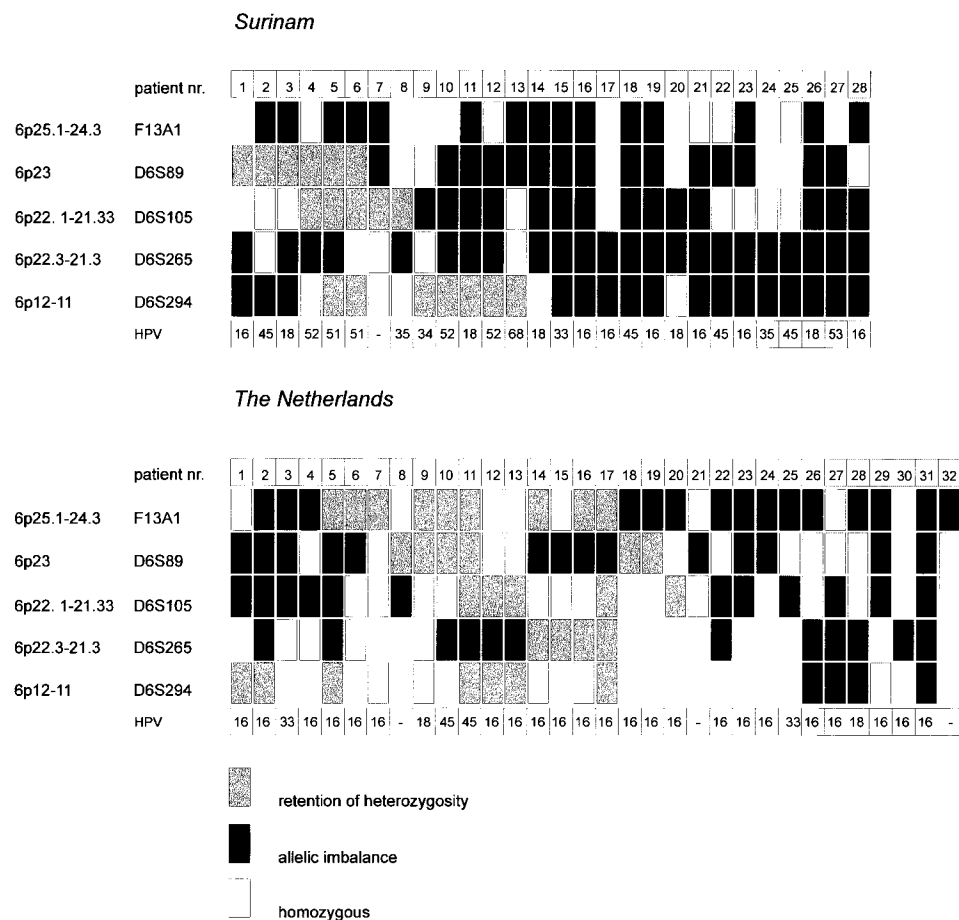 Surinam
patient nr. 1 2 3 4 5 6 7 8 9 10 11 12 13 14 15 16 17 18 19 20 21 22 23 24 25 26 27 28
6p25.1-24.3 F13A1
6p23 D6S89
6p22. 1-21.33 D6S105
6p22.3-21.3 D6S265
6p12-11 D6S294
HPV 16 45 18 52 51 51 - 35 34 52 18 52 68 18 33 16 16 45 16 18 16 45 16 35 45 18 53 16
The Netherlands
patient nr. 1 2 3 4 5 6 7 8 9 10 11 12 13 14 15 16 17 18 19 20 21 22 23 24 25 26 27 28 29 30 31 32
6p25.1-24.3 F13A1
6p23 D6S89
6p22. 1-21.33 D6S105
6p22.3-21.3 D6S265
6p12-11 D6S294
HPV 16 16 33 16 16 16 16 - 18 45 45 16 16 16 16 16 16 16 16 16 - 16 16 16 33 16 16 18 16 16 16 -
retention of heterozygosity
allelic imbalance
homozygous